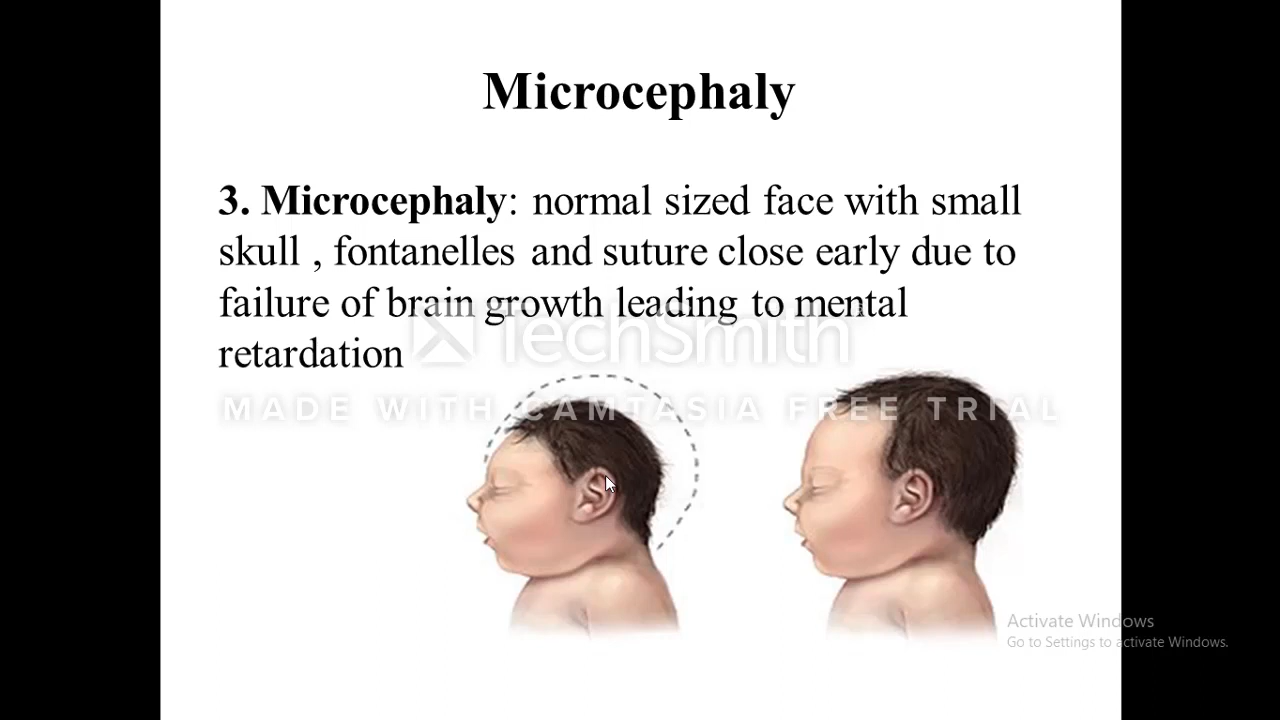 Microcephaly
3. Microcephaly: normal sized face with small
skull , fontanelles and suture close early due to
failure of brain growth leading to mental
retardation
TechSmith
MADE WITH CAMTASIA FREE TRIAL
Activate Windows
Go to Settings to activate Windows.